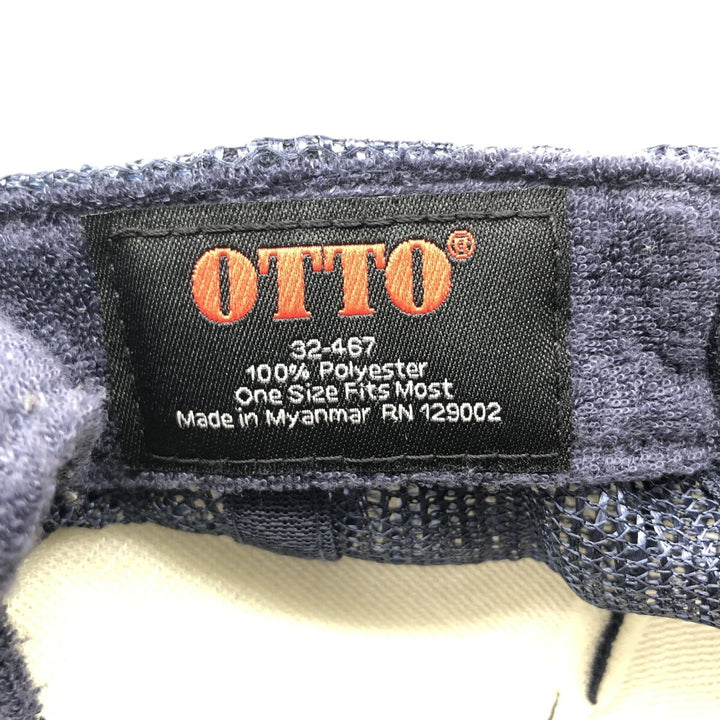 OTTO®
32-467
100% Polyester
One Size Fits Most
Made in Myanmar RN 129002